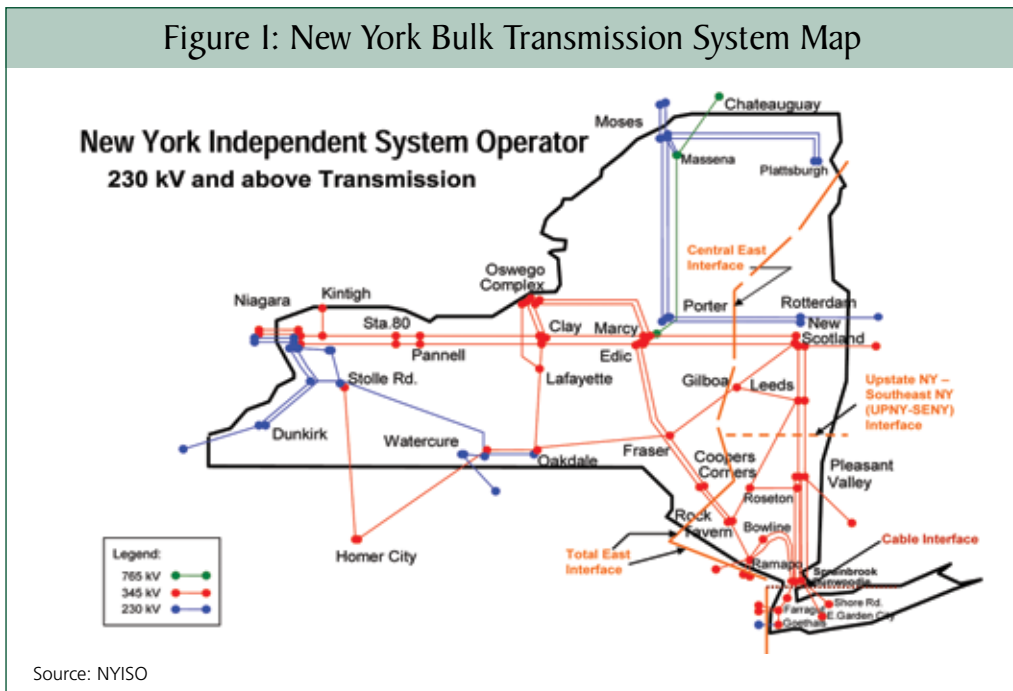 Figure 1: New York Bulk Transmission System Map
New York Independent System Operator
230 kV and above Transmission
Chateauguay
Moses
Massena
Plattsburgh
Central East
Interface
Oswego
Complex
Niagara
Kintigh
Sta.80
Pannell
Clay
Marcy
Porter
Rotterdam
New
Scotland
Edic
Stolle Rd.
Lafayette
Gilboa
Leeds
Upstate NY –
Southeast NY
(UPNY-SENY)
Interface
Dunkirk
Watercure
Oakdale
Fraser
Coopers
Corners
Pleasant
Valley
Roseton
Rock
Tavern
Bowline
Homer City
Total East
Interface
Ramapo
Cable Interface
Sprainbrook
Dunwoodie
Shore Rd.
Farragut
E.Garden City
Goethals
Legend:
765 kV
345 kV
230 kV
Source: NYISO